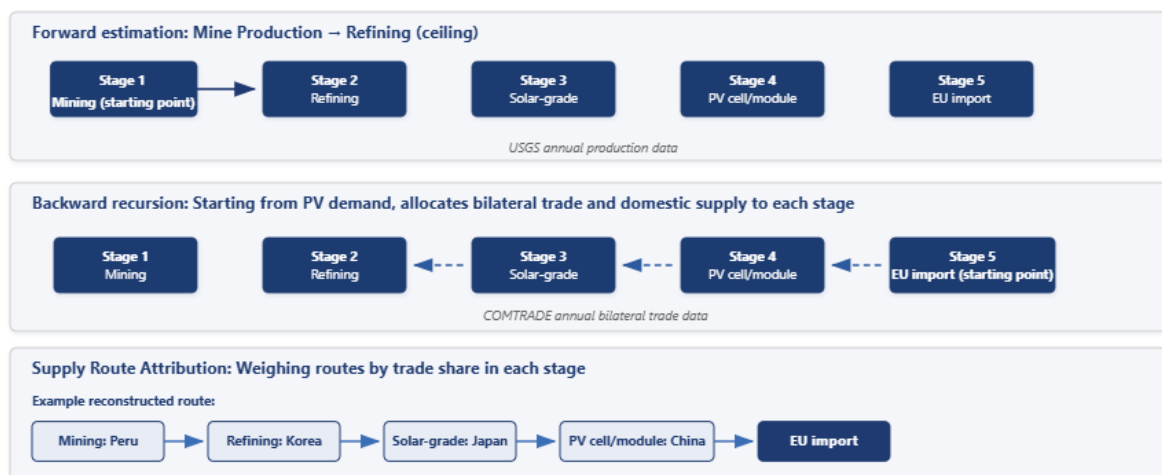 Forward estimation: Mine Production → Refining (ceiling)
Stage 1
Mining (starting point)
Stage 2
Refining
Stage 3
Solar-grade
Stage 4
PV cell/module
Stage 5
EU import
USGS annual production data
Backward recursion: Starting from PV demand, allocates bilateral trade and domestic supply to each stage
Stage 1
Mining
Stage 2
Refining
Stage 3
Solar-grade
Stage 4
PV cell/module
Stage 5
EU import (starting point)
COMTRADE annual bilateral trade data
Supply Route Attribution: Weighing routes by trade share in each stage
Example reconstructed route:
Mining: Peru
Refining: Korea
Solar-grade: Japan
PV cell/module: China
EU import